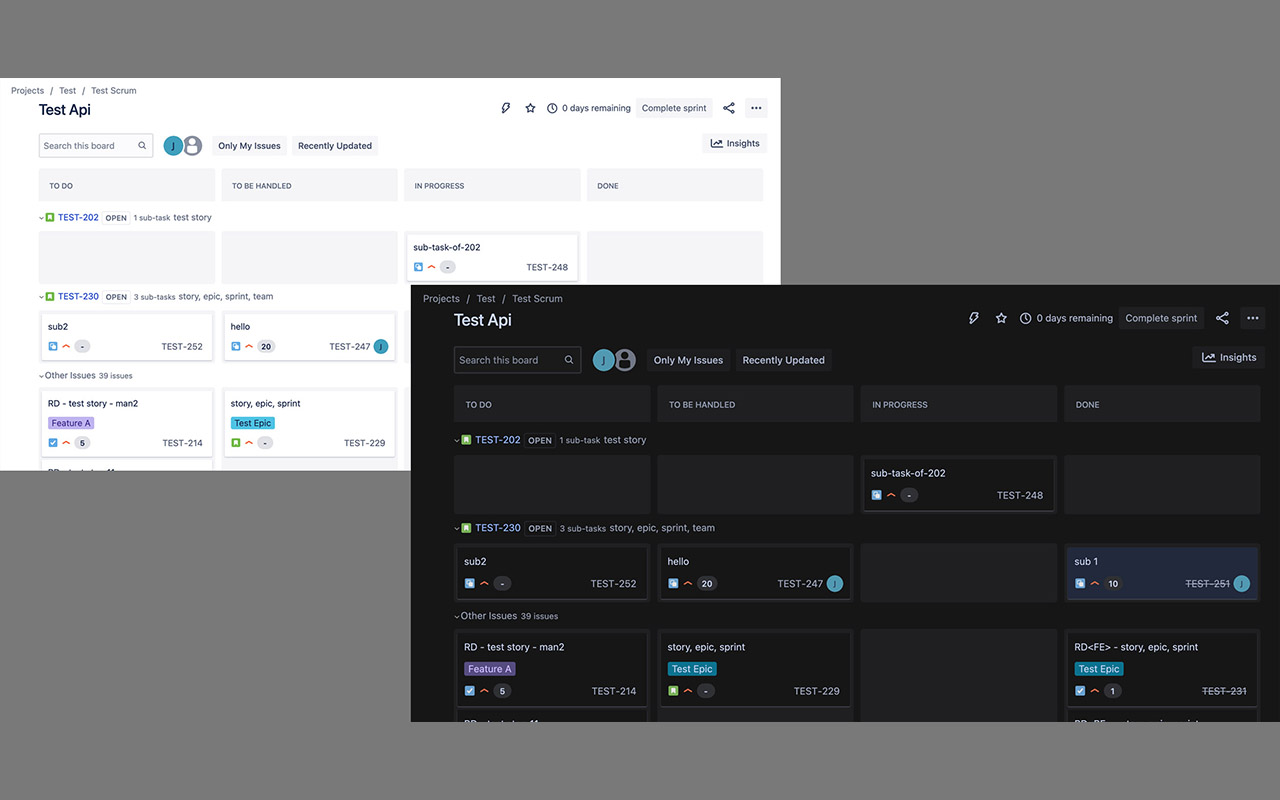 Projects / Test / Test Scrum
Test Api
0 days remaining
Complete sprint
Search this board
J
Only My Issues
Recently Updated
Insights
TO DO
TO BE HANDLED
IN PROGRESS
DONE
TEST-202 OPEN 1 sub-task test story
sub-task-of-202
- TEST-248
TEST-230 OPEN 3 sub-tasks story, epic, sprint, team
sub2
- TEST-252
hello
20 TEST-247 J
Other Issues 39 issues
RD - test story - man2
Feature A
5 TEST-214
story, epic, sprint
Test Epic
- TEST-229
Projects / Test / Test Scrum
Test Api
0 days remaining
Complete sprint
Search this board
J
Only My Issues
Recently Updated
Insights
TO DO
TO BE HANDLED
IN PROGRESS
DONE
TEST-202 OPEN 1 sub-task test story
sub-task-of-202
- TEST-248
TEST-230 OPEN 3 sub-tasks story, epic, sprint, team
sub2
- TEST-252
hello
20 TEST-247 J
sub 1
10 TEST-251 J
Other Issues 39 issues
RD - test story - man2
Feature A
5 TEST-214
story, epic, sprint
Test Epic
- TEST-229
RD<FE> - story, epic, sprint
Test Epic
1 TEST-231